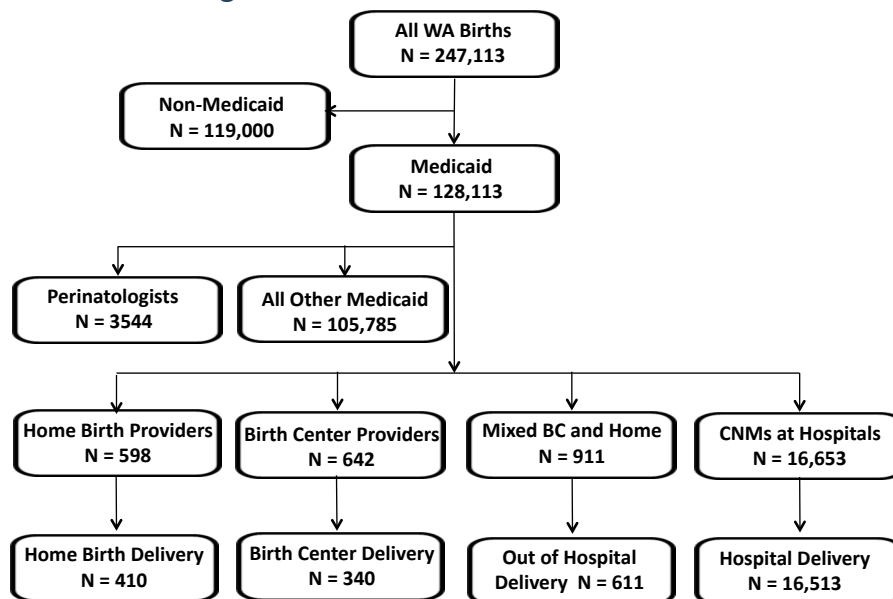 All WA Births
N = 247,113
Non-Medicaid
N = 119,000
Medicaid
N = 128,113
Perinatologists
N = 3544
All Other Medicaid
N = 105,785
Home Birth Providers
N = 598
Birth Center Providers
N = 642
Mixed BC and Home
N = 911
CNMs at Hospitals
N = 16,653
Home Birth Delivery
N = 410
Birth Center Delivery
N = 340
Out of Hospital
Delivery N = 611
Hospital Delivery
N = 16,513